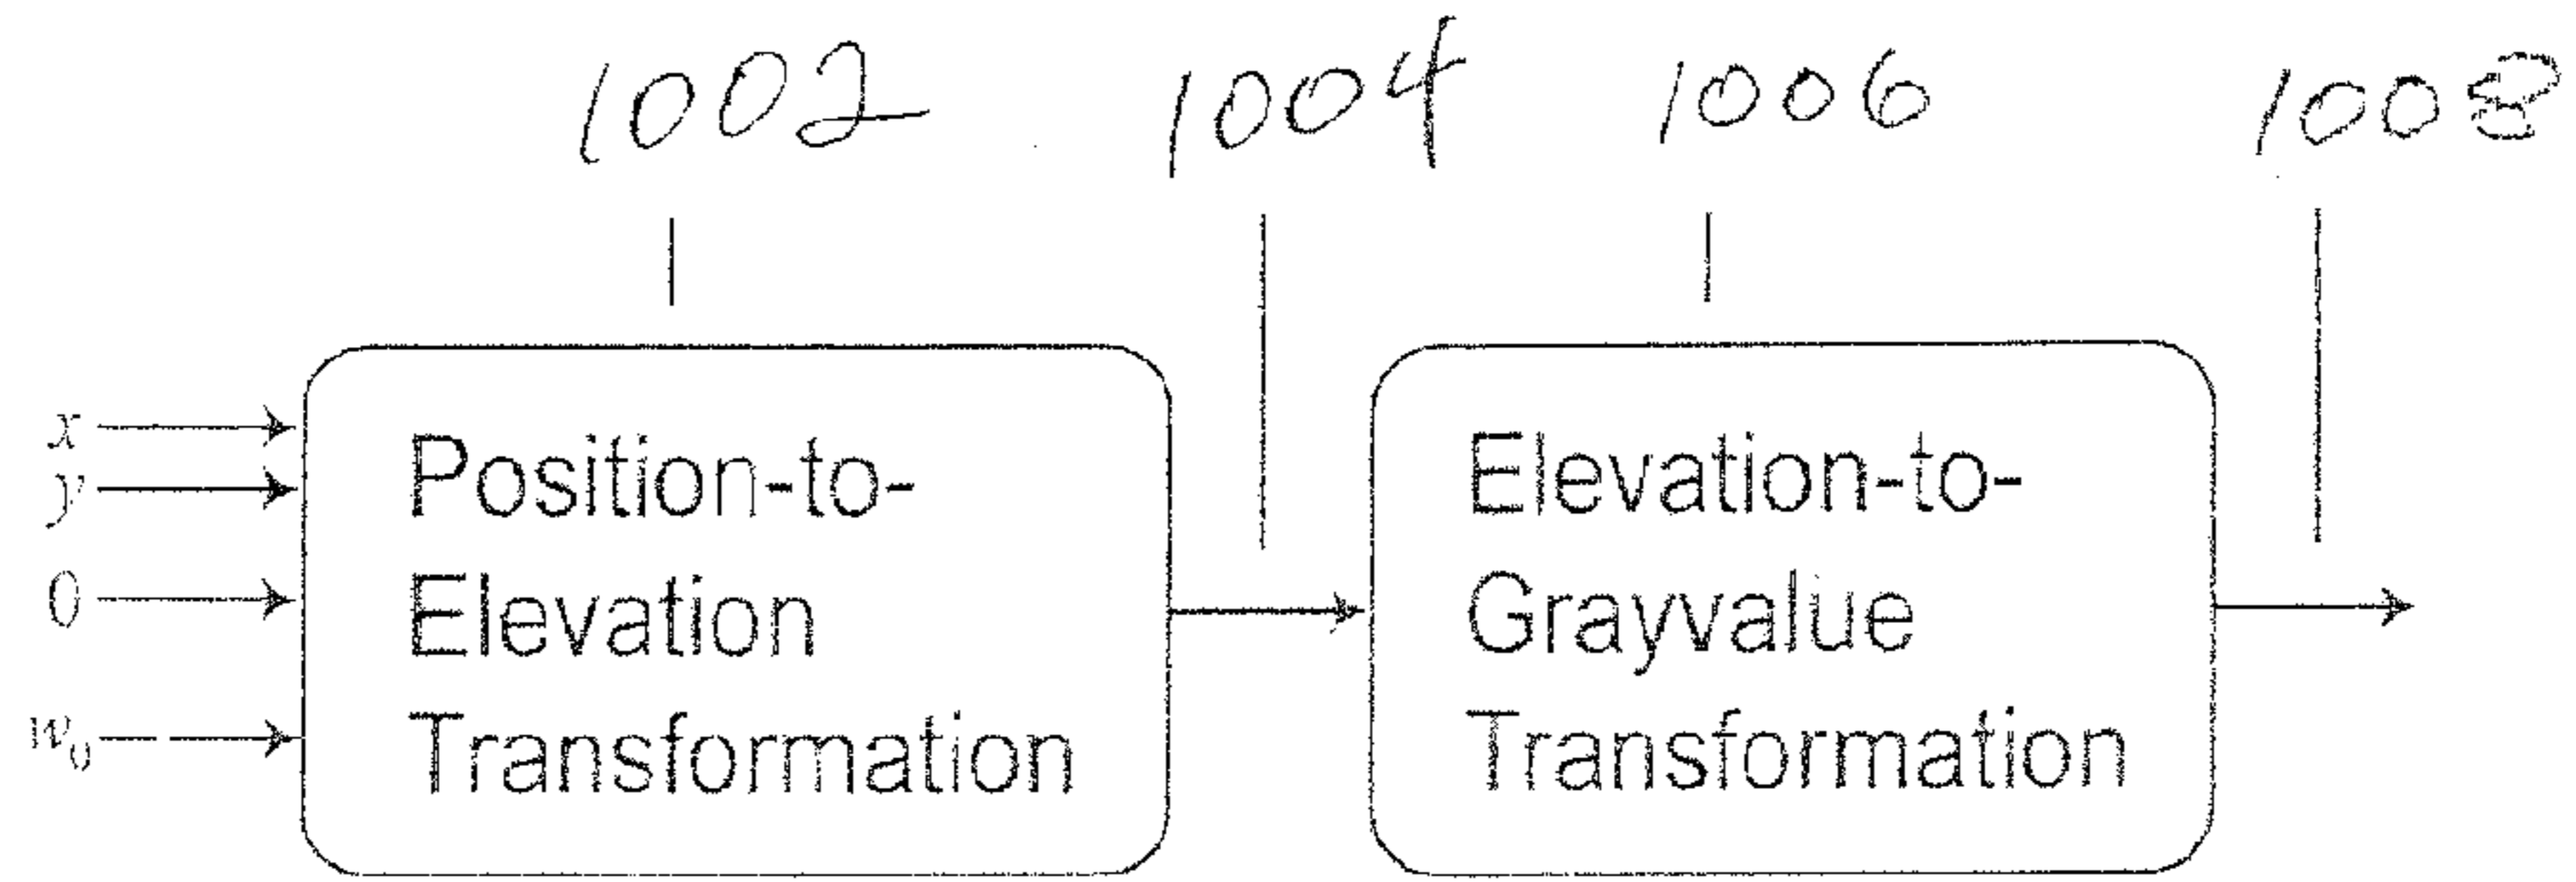 1002 1004 1006 1008
x
y
0
w₀
Position-to-
Elevation
Transformation
Elevation-to-
Grayvalue
Transformation